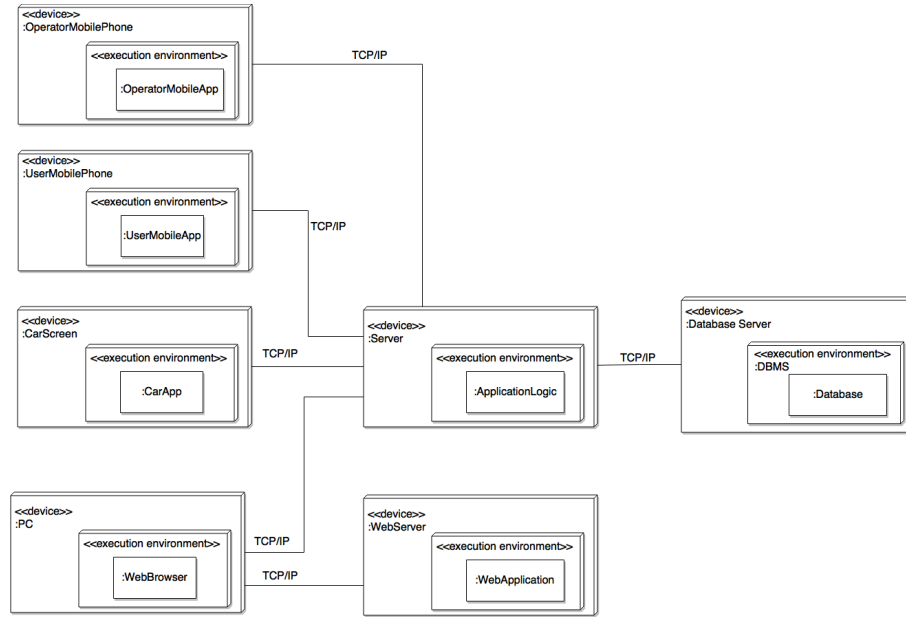 <<device>>
:OperatorMobilePhone
<<execution environment>>
:OperatorMobileApp
TCP/IP
<<device>>
:UserMobilePhone
<<execution environment>>
:UserMobileApp
TCP/IP
<<device>>
:CarScreen
<<execution environment>>
:CarApp
TCP/IP
<<device>>
:Server
<<execution environment>>
:ApplicationLogic
TCP/IP
<<device>>
:Database Server
<<execution environment>>
:DBMS
:Database
<<device>>
:PC
<<execution environment>>
:WebBrowser
TCP/IP
TCP/IP
<<device>>
:WebServer
<<execution environment>>
:WebApplication